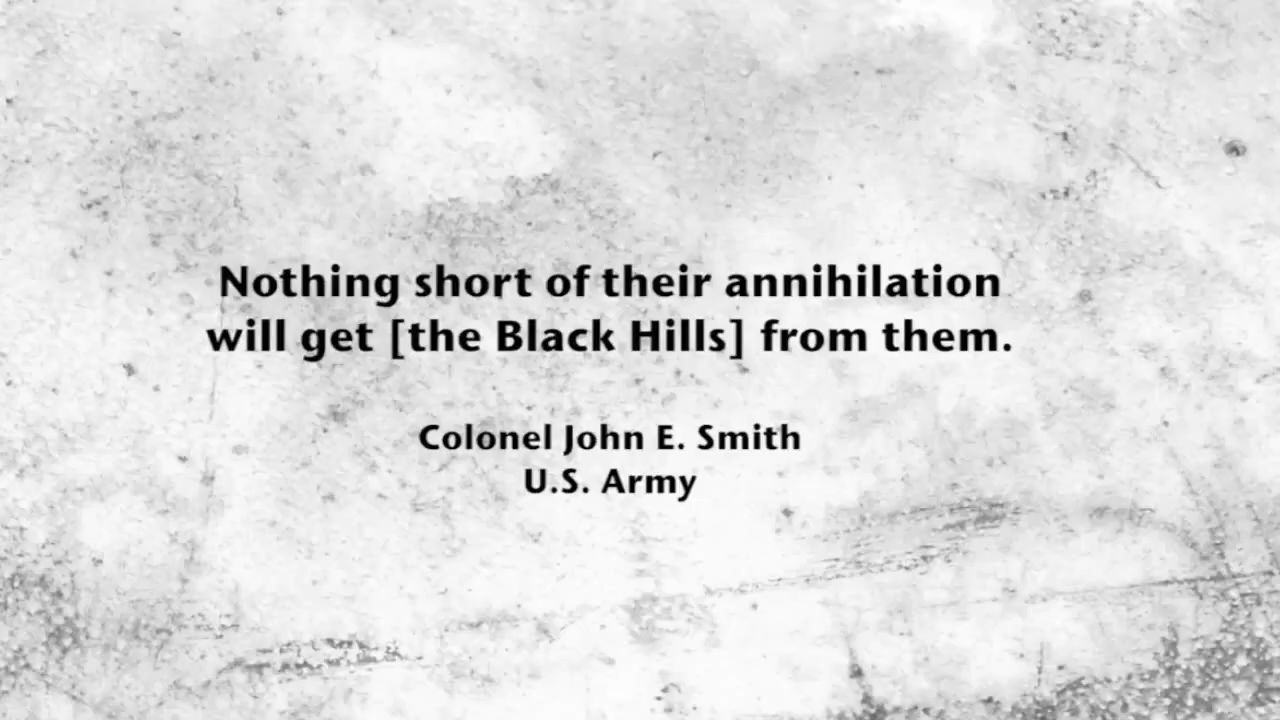 Nothing short of their annihilation
will get [the Black Hills] from them.
Colonel John E. Smith
U.S. Army